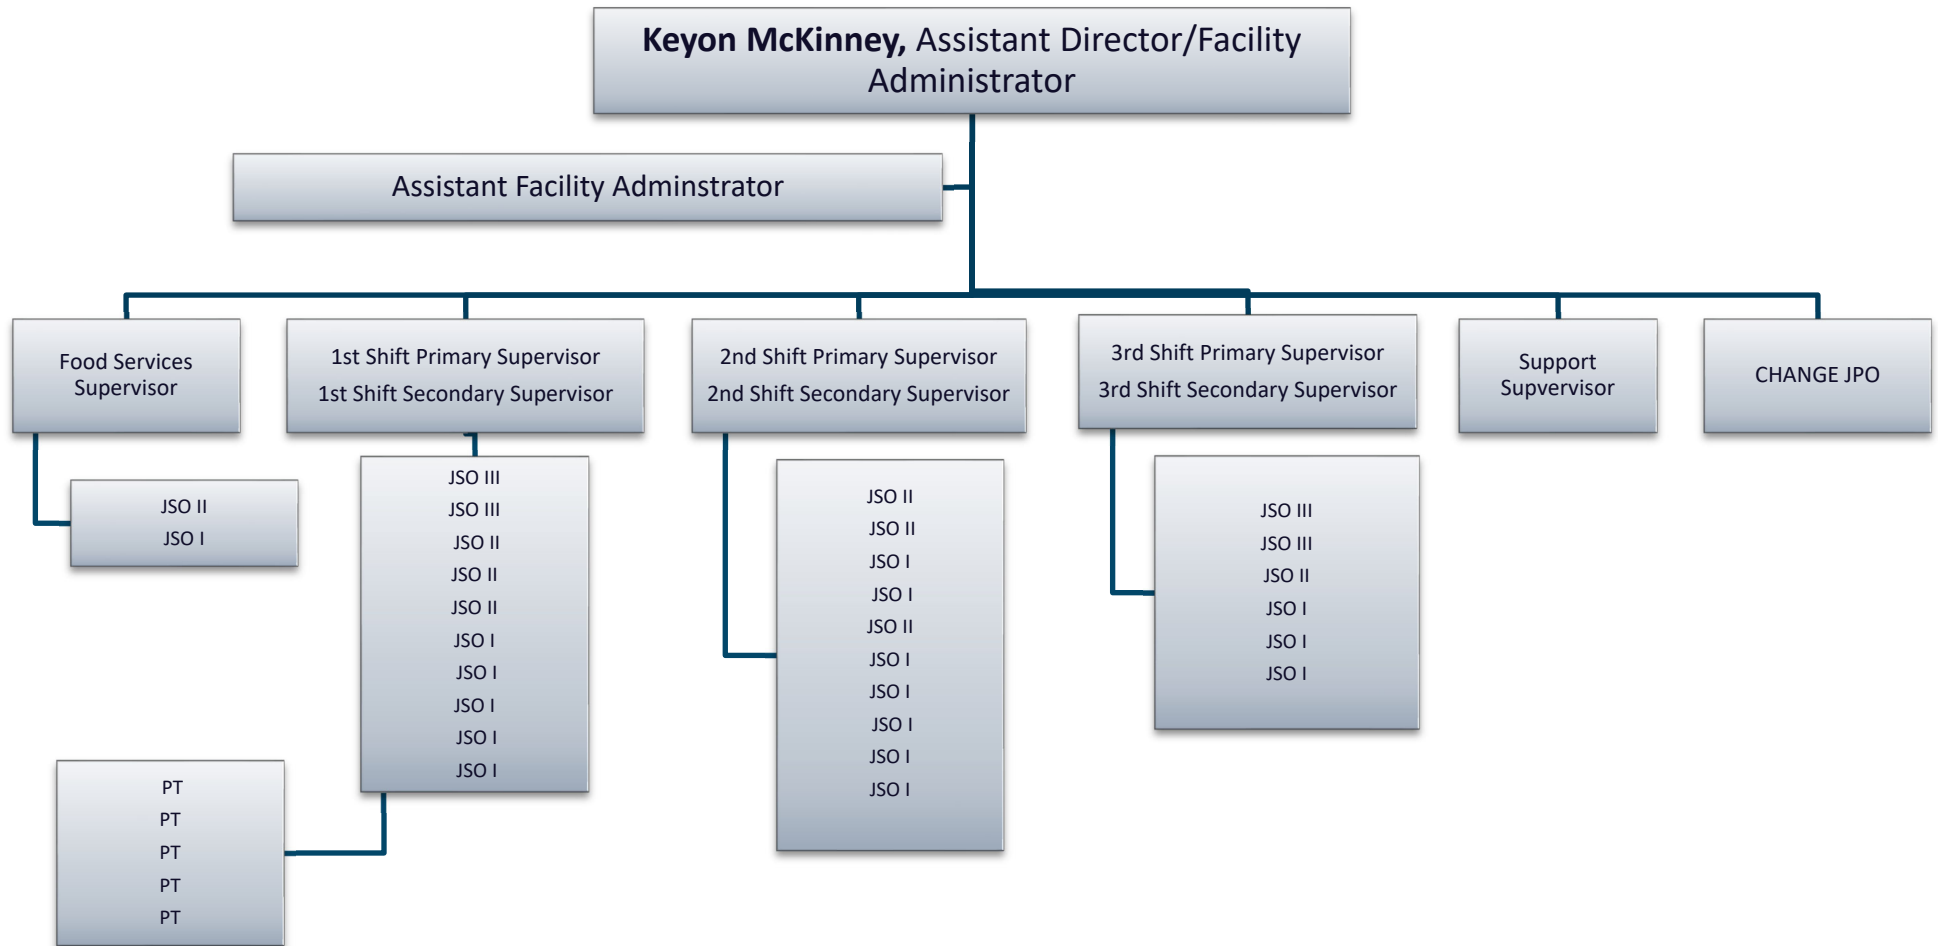 Keyon McKinney, Assistant Director/Facility
Administrator
Assistant Facility Adminstrator
Food Services
Supervisor
1st Shift Primary Supervisor
1st Shift Secondary Supervisor
2nd Shift Primary Supervisor
2nd Shift Secondary Supervisor
3rd Shift Primary Supervisor
3rd Shift Secondary Supervisor
Support
Supvervisor
CHANGE JPO
JSO II
JSO I
JSO III
JSO III
JSO II
JSO II
JSO II
JSO I
JSO I
JSO I
JSO I
JSO I
JSO II
JSO II
JSO I
JSO I
JSO II
JSO I
JSO I
JSO I
JSO I
JSO I
JSO III
JSO III
JSO II
JSO I
JSO I
JSO I
PT
PT
PT
PT
PT